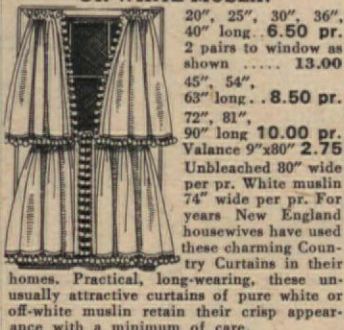 20", 25", 30", 36",
40" long..6.50 pr.
2 pairs to window as
shown ..... 13.00
45", 54",
63" long..8.50 pr.
72", 81",
90" long 10.00 pr.
Valance 9"x80" 2.75
Unbleached 80" wide
per pr. White muslin
74" wide per pr. For
years New England
housewives have used
these charming Coun-
try Curtains in their
homes. Practical, long-wearing, these un-
usually attractive curtains of pure white or
off-white muslin retain their crisp appear-
ance with a minimum of care.